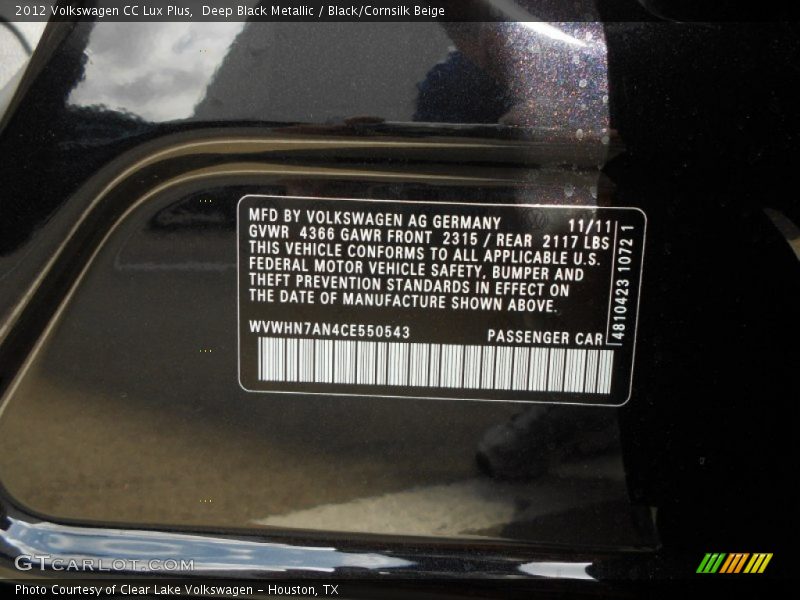 2012 Volkswagen CC Lux Plus,  Deep Black Metallic / Black/Cornsilk Beige
MFD BY VOLKSWAGEN AG GERMANY 11/11
GVWR 4366 GAWR FRONT 2315 / REAR 2117 LBS
THIS VEHICLE CONFORMS TO ALL APPLICABLE U.S.
FEDERAL MOTOR VEHICLE SAFETY, BUMPER AND
THEFT PREVENTION STANDARDS IN EFFECT ON
THE DATE OF MANUFACTURE SHOWN ABOVE.
WVWHN7AN4CE550543 PASSENGER CAR
4810423 1072 1
GTCARLOT.COM
Photo Courtesy of Clear Lake Volkswagen - Houston, TX